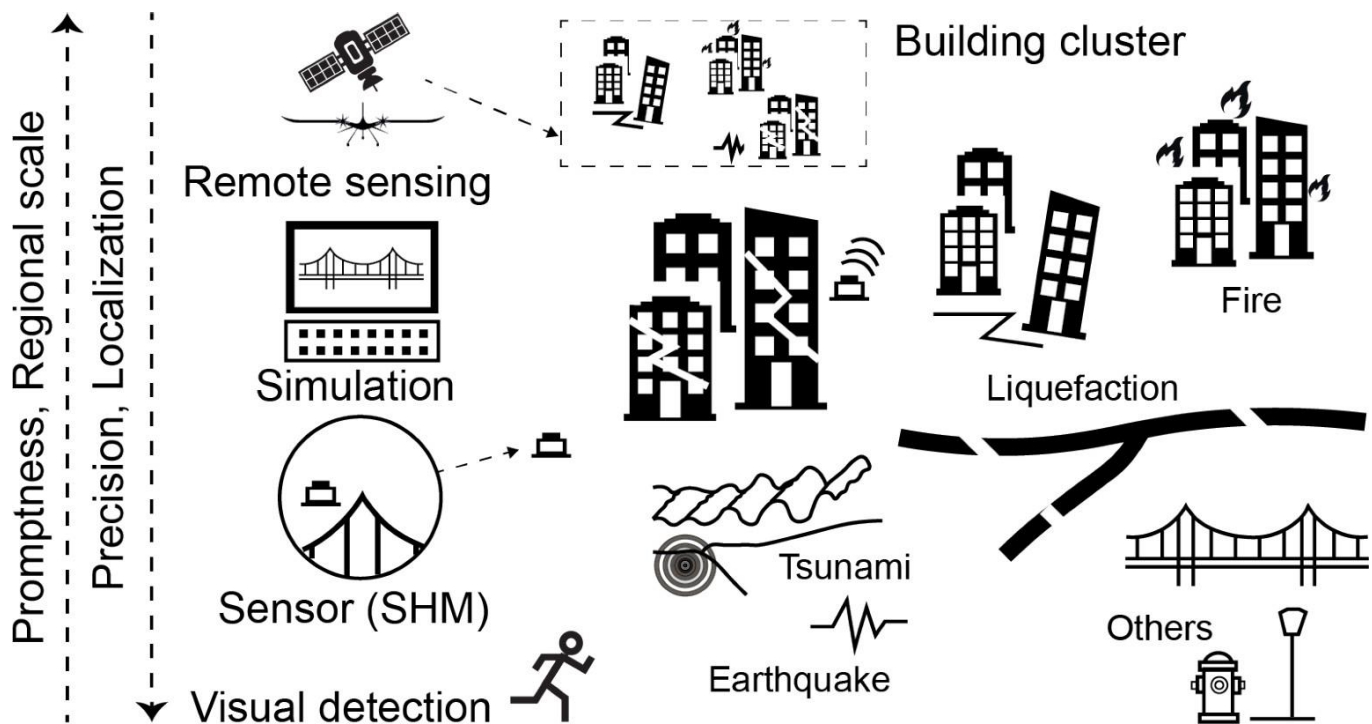 Promptness, Regional scale
Precision, Localization
Remote sensing
Simulation
Sensor (SHM)
Visual detection
Building cluster
Fire
Liquefaction
Tsunami
Earthquake
Others